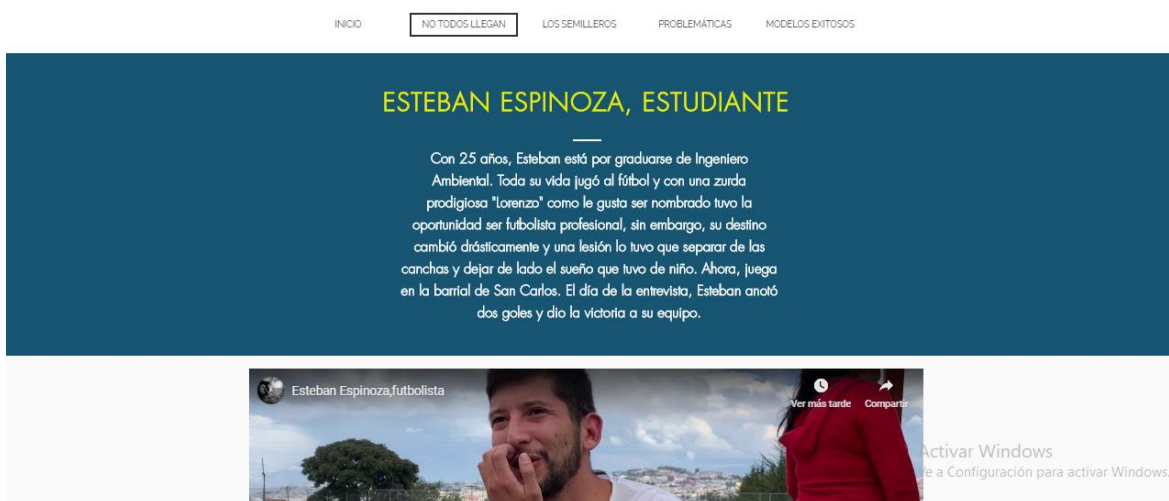 INICIO NO TODOS LLEGAN LOS SEMILLEROS PROBLEMÁTICAS MODELOS EXITOSOS
ESTEBAN ESPINOZA, ESTUDIANTE
Con 25 años, Esteban está por graduarse de Ingeniero
Ambiental. Toda su vida jugó al fútbol y con una zurda
prodigiosa "Lorenzo" como le gusta ser nombrado tuvo la
oportunidad ser futbolista profesional, sin embargo, su destino
cambió drásticamente y una lesión lo tuvo que separar de las
canchas y dejar de lado el sueño que tuvo de niño. Ahora, juega
en la barrial de San Carlos. El día de la entrevista, Esteban anotó
dos goles y dio la victoria a su equipo.
Esteban Espinoza,futbolista
Ver más tarde Compartir
Activar Windows
Ve a Configuración para activar Windows.